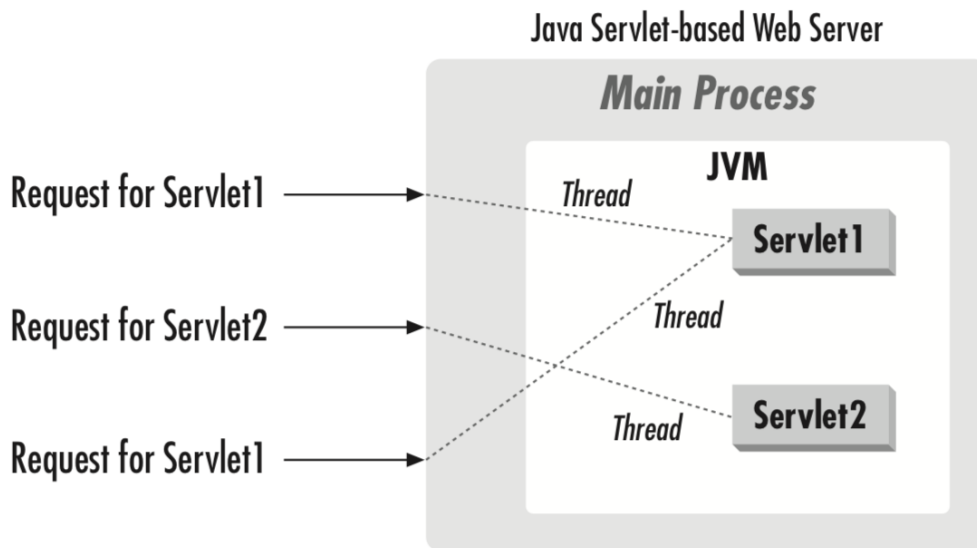 Java Servlet-based Web Server
Main Process
JVM
Request for Servlet1
Thread
Servlet1
Request for Servlet2
Thread
Request for Servlet1
Thread
Servlet2